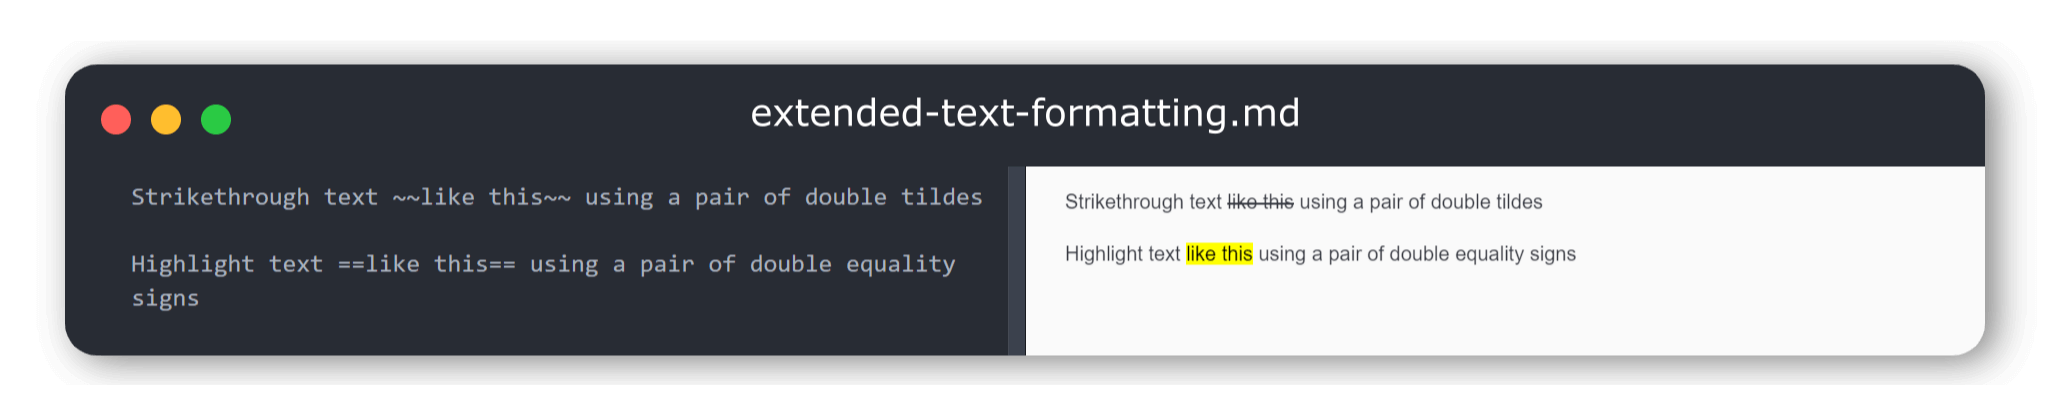 extended-text-formatting.md
Strikethrough text ~~like this~~ using a pair of double tildes
Highlight text ==like this== using a pair of double equality
signs
Strikethrough text like this using a pair of double tildes
Highlight text like this using a pair of double equality signs